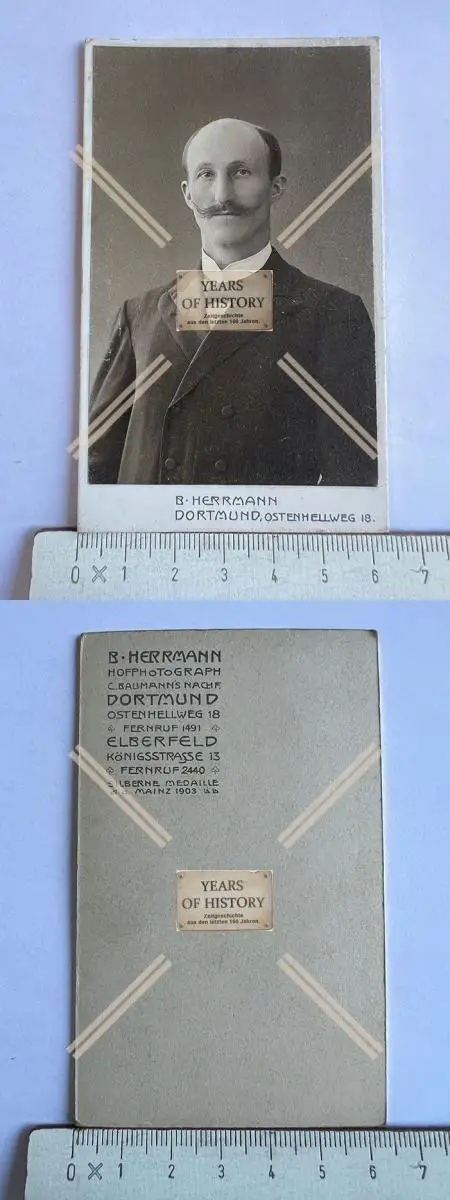 YEARS
OF HISTORY
Zeitgeschichte
aus den letzten 100 Jahren.
B. HERRMANN
DORTMUND, OSTENHELLWEG 18.
0 1 2 3 4 5 6 7
B. HERRMANN
HOFPHOTOGRAPH
C. BAUMANN'S NACHF.
DORTMUND
OSTENHELLWEG 18
FERNRUF 1491
ELBERFELD
KÖNIGSSTRASSE 13
FERNRUF 2440
SILBERNE MEDAILLE
MAINZ 1903
YEARS
OF HISTORY
Zeitgeschichte
aus den letzten 100 Jahren.
0 1 2 3 4 5 6 7